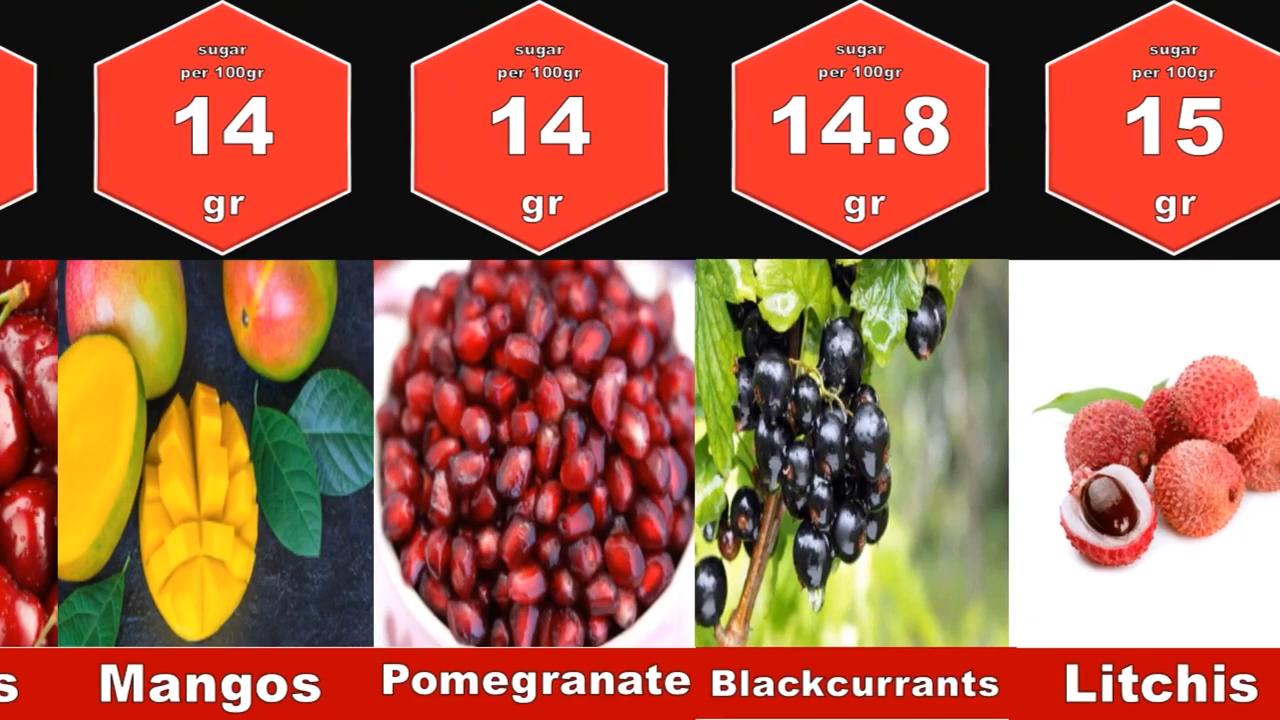 sugar
per 100gr
14
gr
sugar
per 100gr
14
gr
sugar
per 100gr
14.8
gr
sugar
per 100gr
15
gr
s
Mangos
Pomegranate
Blackcurrants
Litchis